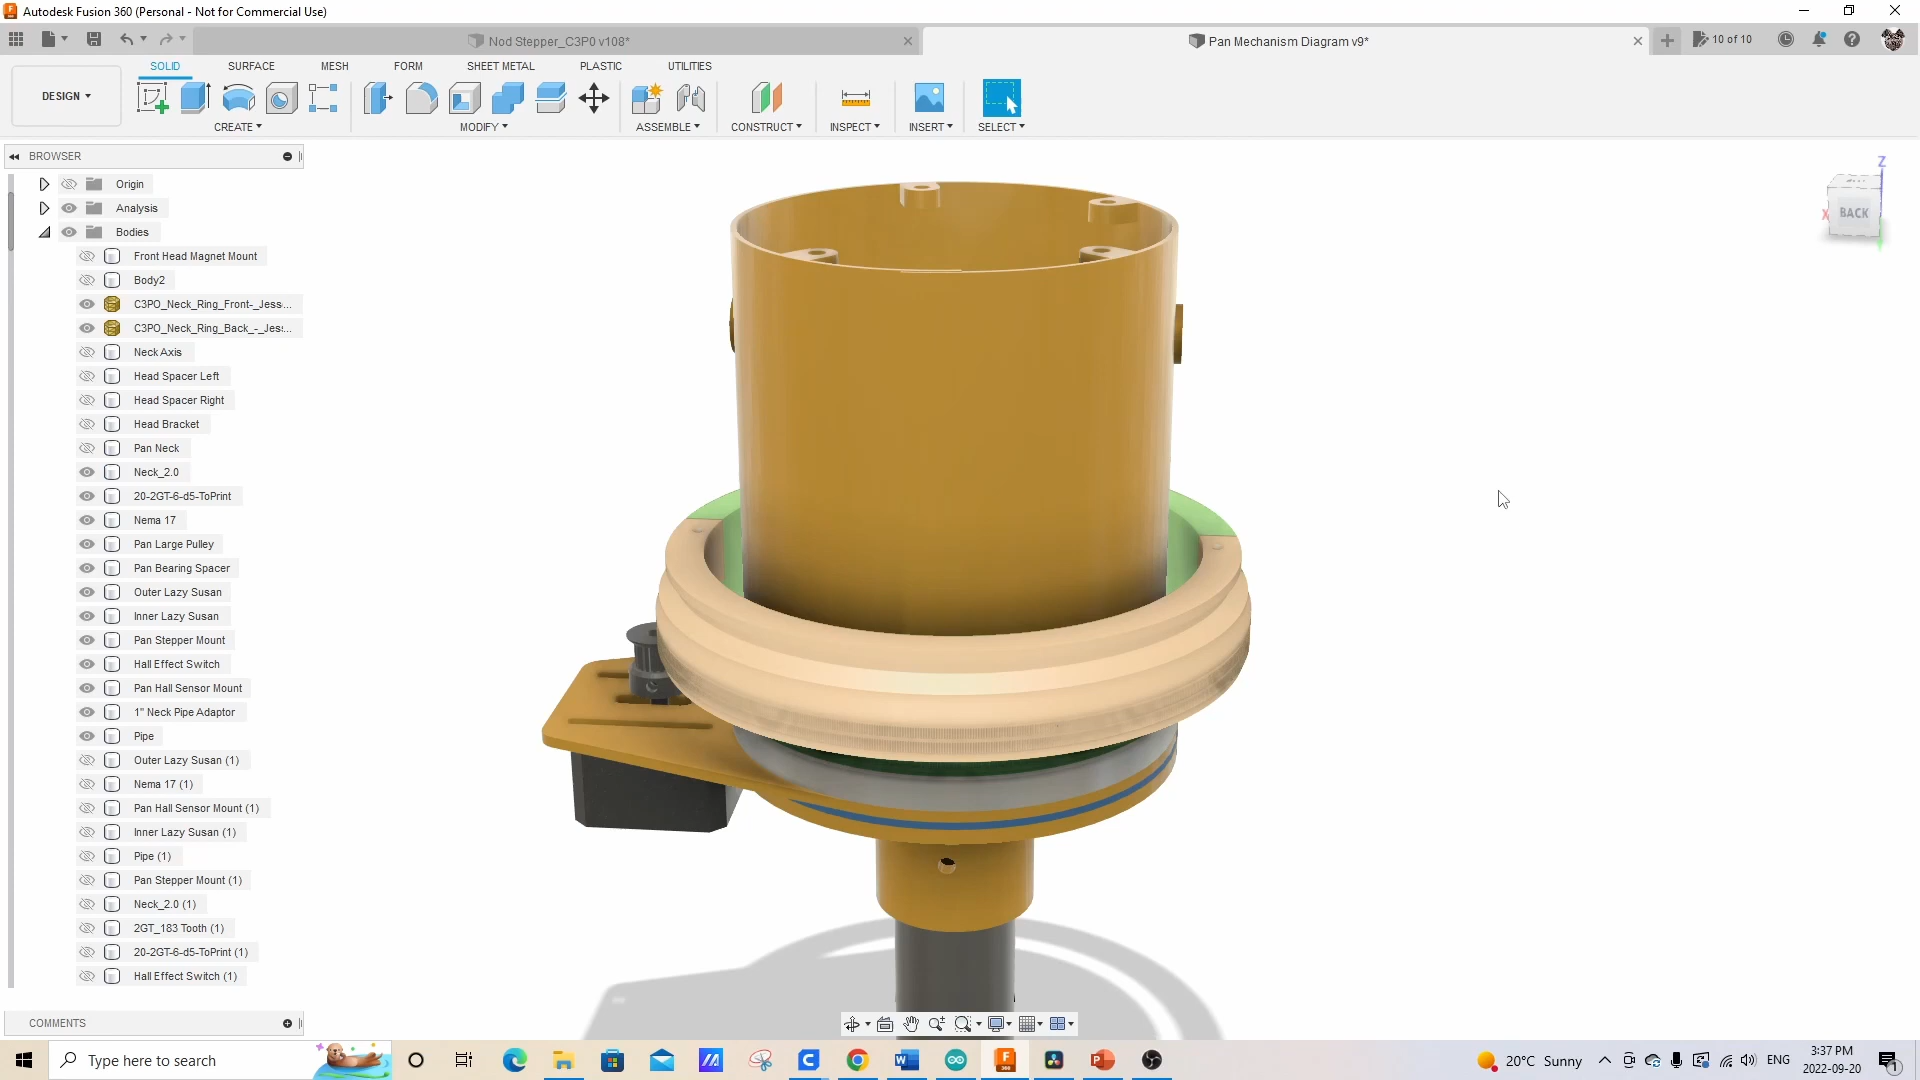 Autodesk Fusion 360 (Personal - Not for Commercial Use)
Nod Stepper_C3P0 v108*
Pan Mechanism Diagram v9*
10 of 10
DESIGN
SOLID SURFACE MESH FORM SHEET METAL PLASTIC UTILITIES
CREATE MODIFY ASSEMBLE CONSTRUCT INSPECT INSERT SELECT
BROWSER
Origin
Analysis
Bodies
Front Head Magnet Mount
Body2
C3PO_Neck_Ring_Front-_Jess...
C3PO_Neck_Ring_Back_-_Jess...
Neck Axis
Head Spacer Left
Head Spacer Right
Head Bracket
Pan Neck
Neck_2.0
20-2GT-6-d5-ToPrint
Nema 17
Pan Large Pulley
Pan Bearing Spacer
Outer Lazy Susan
Inner Lazy Susan
Pan Stepper Mount
Hall Effect Switch
Pan Hall Sensor Mount
1" Neck Pipe Adaptor
Pipe
Outer Lazy Susan (1)
Nema 17 (1)
Pan Hall Sensor Mount (1)
Inner Lazy Susan (1)
Pipe (1)
Pan Stepper Mount (1)
Neck_2.0 (1)
2GT_183 Tooth (1)
20-2GT-6-d5-ToPrint (1)
Hall Effect Switch (1)
COMMENTS
Z
X
BACK
Type here to search
20°C Sunny
ENG
3:37 PM
2022-09-20